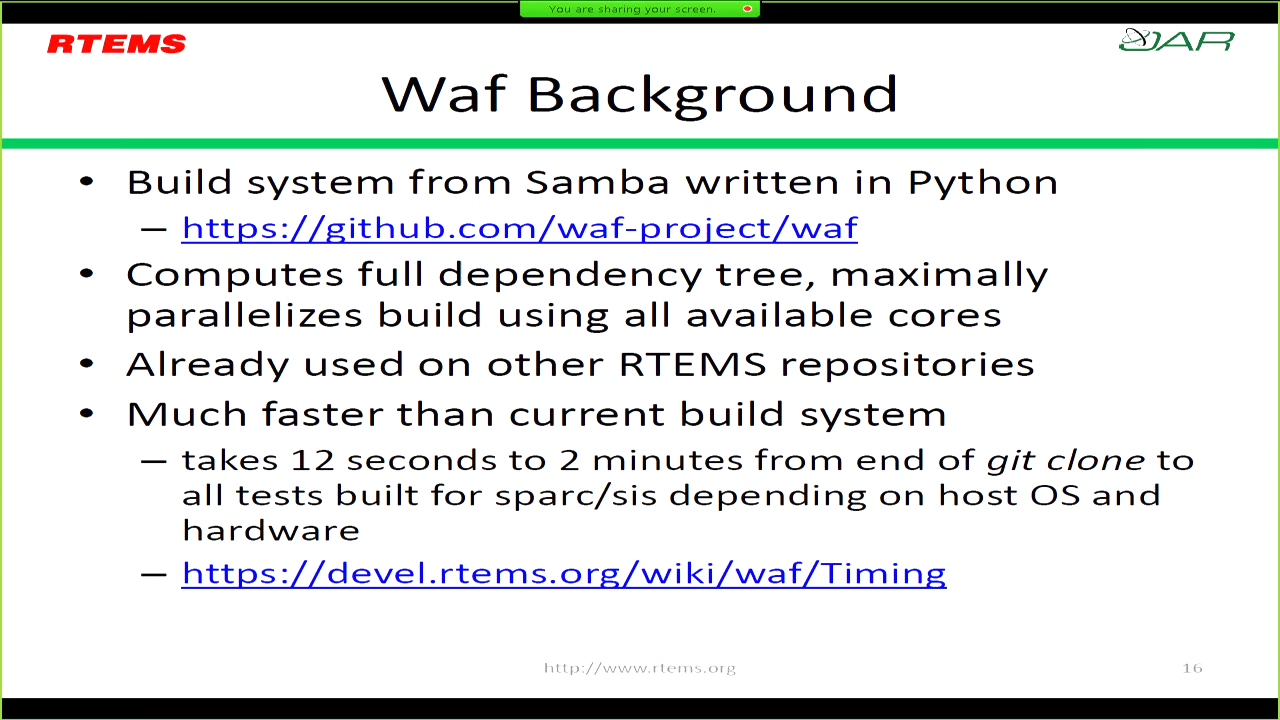 You are sharing your screen.
RTEMS
OAR
Waf Background
• Build system from Samba written in Python
– https://github.com/waf-project/waf
• Computes full dependency tree, maximally
parallelizes build using all available cores
• Already used on other RTEMS repositories
• Much faster than current build system
– takes 12 seconds to 2 minutes from end of git clone to
all tests built for sparc/sis depending on host OS and
hardware
– https://devel.rtems.org/wiki/waf/Timing
http://www.rtems.org
16